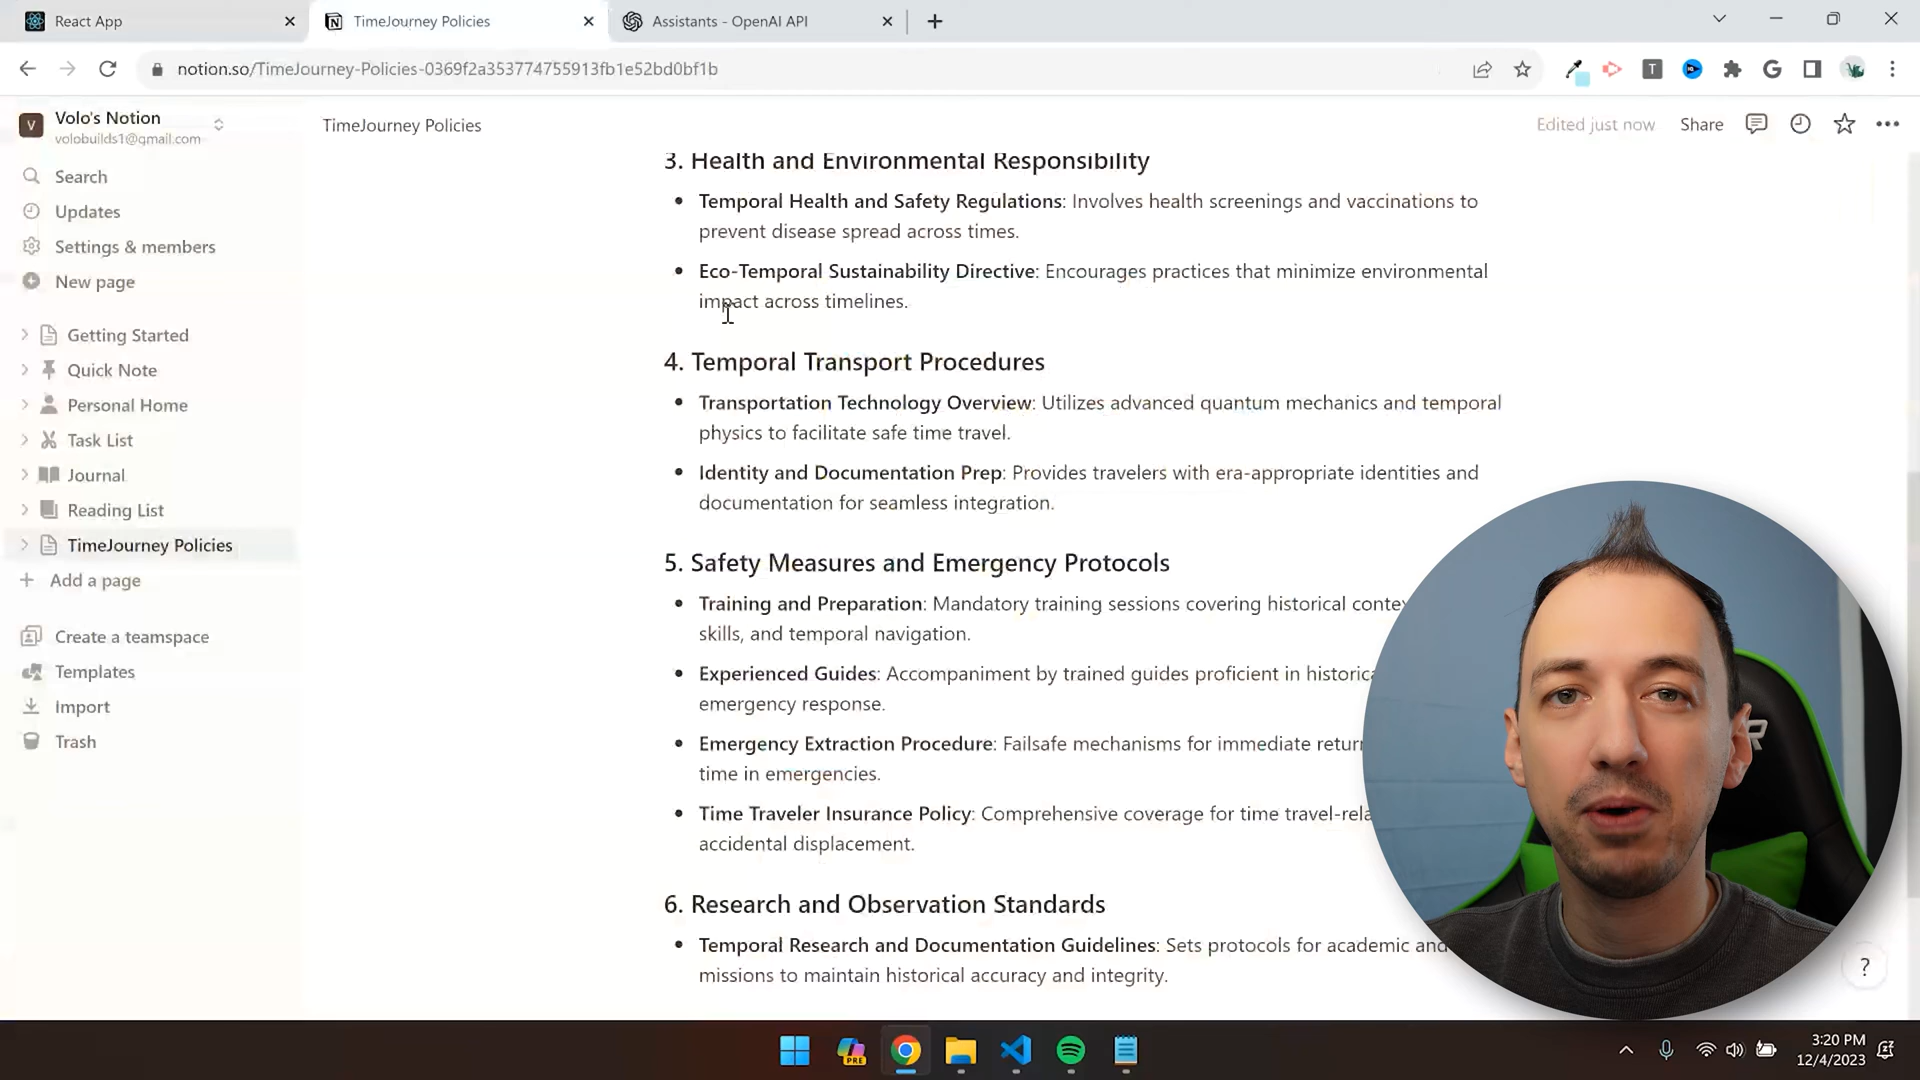 React App
TimeJourney Policies
Assistants - OpenAI API
notion.so/TimeJourney-Policies-0369f2a353774755913fb1e52bd0bf1b
V
Volo's Notion
volobuilds1@gmail.com
TimeJourney Policies
Edited just now
Share
Search
Updates
Settings & members
New page
Getting Started
Quick Note
Personal Home
Task List
Journal
Reading List
TimeJourney Policies
Add a page
Create a teamspace
Templates
Import
Trash
3. Health and Environmental Responsibility
Temporal Health and Safety Regulations: Involves health screenings and vaccinations to
prevent disease spread across times.
Eco-Temporal Sustainability Directive: Encourages practices that minimize environmental
impact across timelines.
4. Temporal Transport Procedures
Transportation Technology Overview: Utilizes advanced quantum mechanics and temporal
physics to facilitate safe time travel.
Identity and Documentation Prep: Provides travelers with era-appropriate identities and
documentation for seamless integration.
5. Safety Measures and Emergency Protocols
Training and Preparation: Mandatory training sessions covering historical
skills, and temporal navigation.
Experienced Guides: Accompaniment by trained guides proficient in
emergency response.
Emergency Extraction Procedure: Failsafe mechanisms for immediate
time in emergencies.
Time Traveler Insurance Policy: Comprehensive coverage for time
accidental displacement.
6. Research and Observation Standards
Temporal Research and Documentation Guidelines: Sets protocols for academic and
missions to maintain historical accuracy and integrity.
?
PRE
3:20 PM
12/4/2023